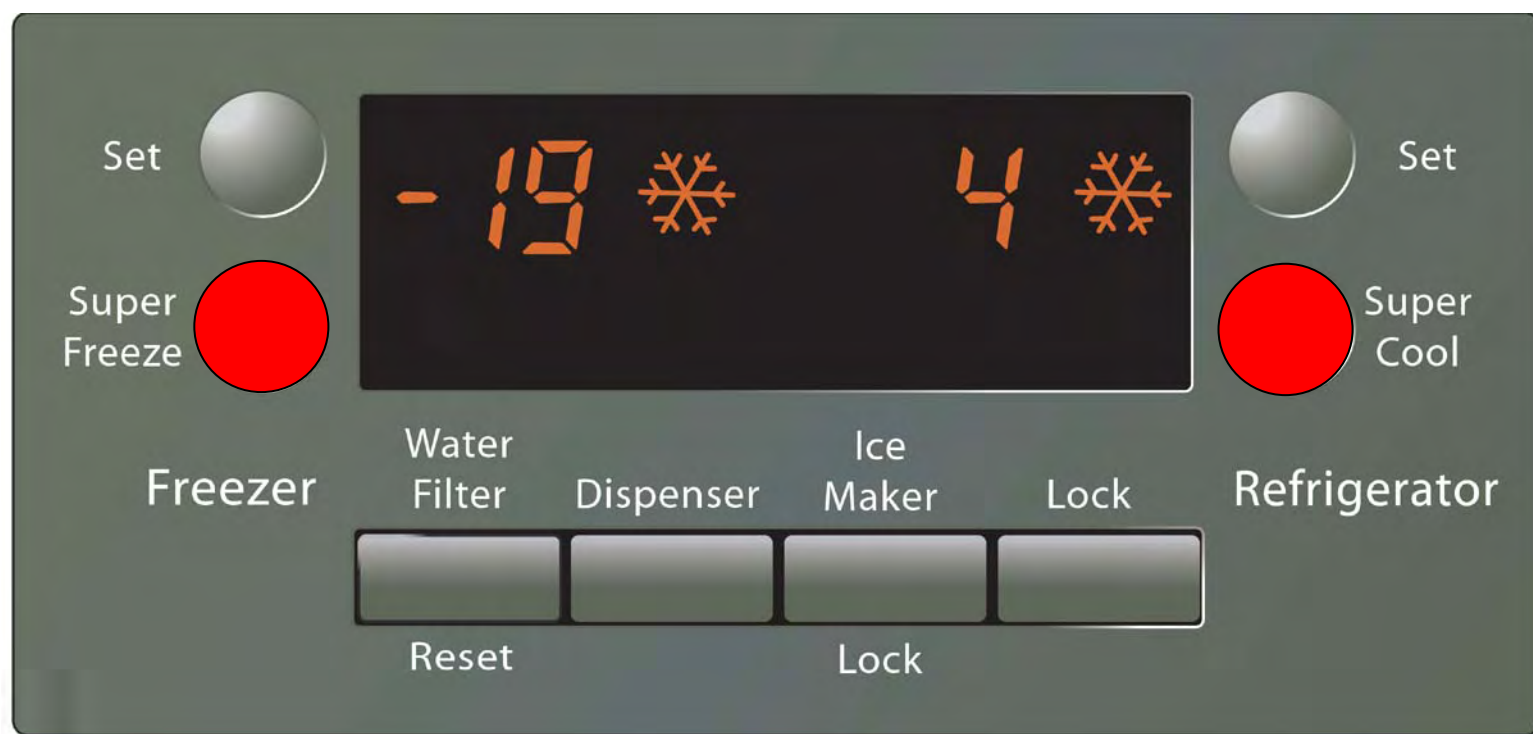 Set
-19
4
Set
Super
Freeze
Super
Cool
Freezer
Water
Filter
Dispenser
Ice
Maker
Lock
Refrigerator
Reset
Lock